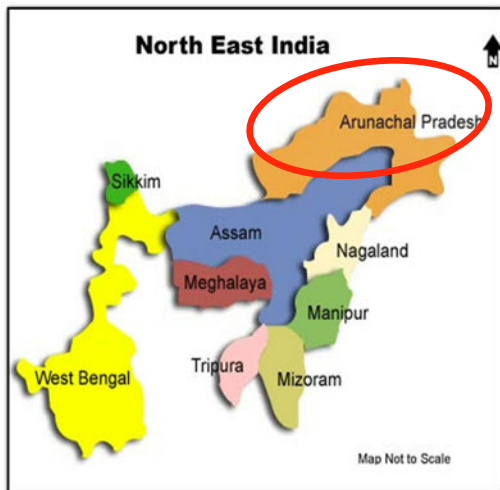 North East India
N
Arunachal Pradesh
Sikkim
Assam
Nagaland
Meghalaya
Manipur
West Bengal
Tripura
Mizoram
Map Not to Scale